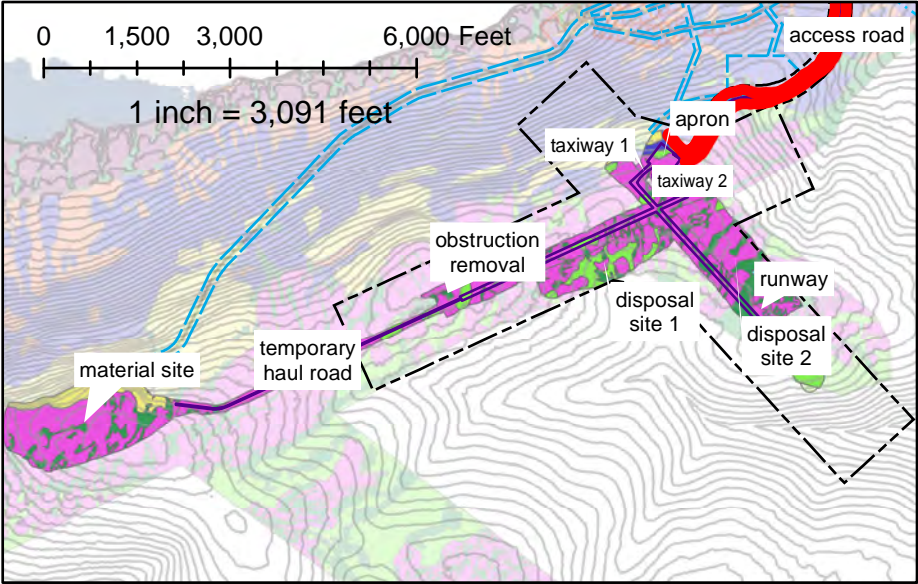 0 1,500 3,000 6,000 Feet
1 inch = 3,091 feet
access road
apron
taxiway 1
taxiway 2
obstruction
removal
runway
disposal
site 1
disposal
site 2
temporary
haul road
material site